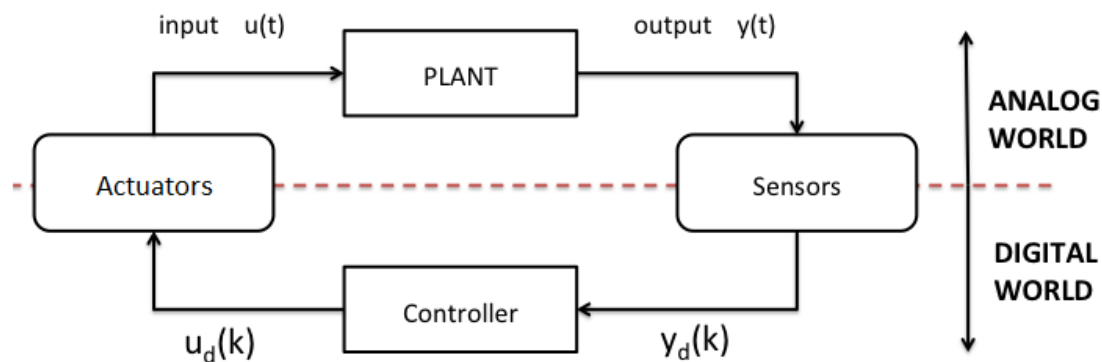 input u(t)
output y(t)
PLANT
ANALOG
WORLD
Actuators
Sensors
DIGITAL
WORLD
Controller
u_d(k)
y_d(k)